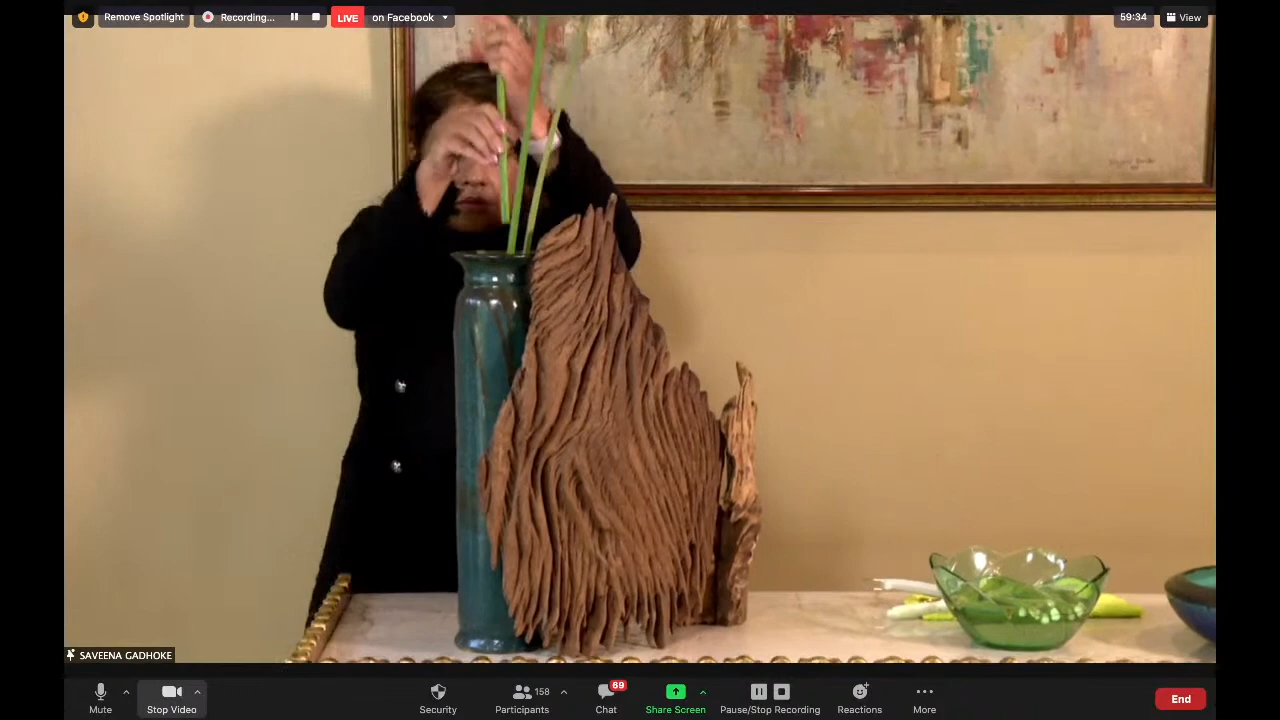 Remove Spotlight
Recording...
LIVE on Facebook
59:34
View
SAVEENA GADHOKE
Mute
Stop Video
Security
158
Participants
69
Chat
Share Screen
Pause/Stop Recording
Reactions
More
End